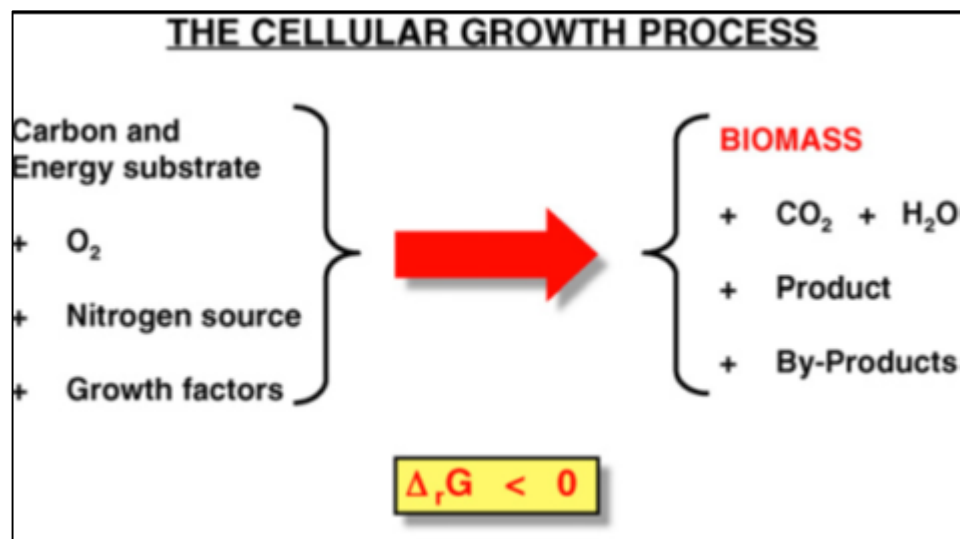 THE CELLULAR GROWTH PROCESS
Carbon and
Energy substrate
+ O₂
+ Nitrogen source
+ Growth factors
BIOMASS
+ CO₂ + H₂O
+ Product
+ By-Products
ΔᵣG < 0